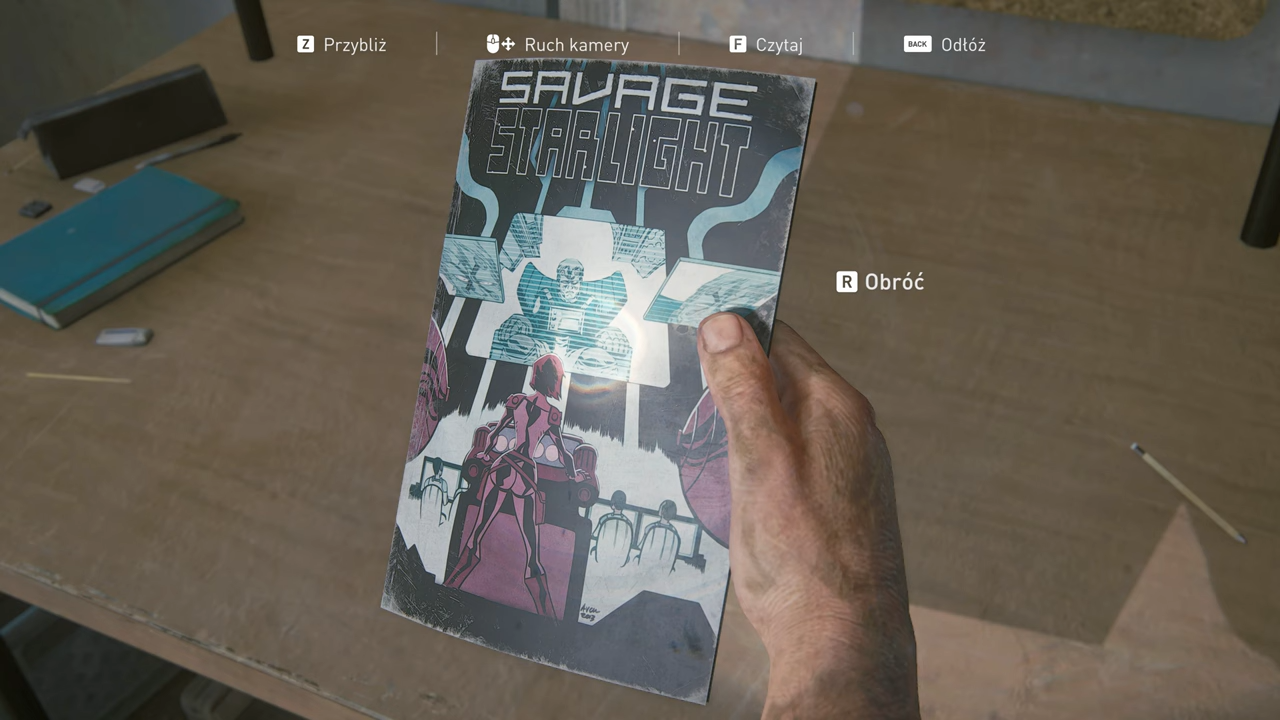 Z Przybliż
Ruch kamery
F Czytaj
BACK Odłóż
SAVAGE
STARLIGHT
R Obróć